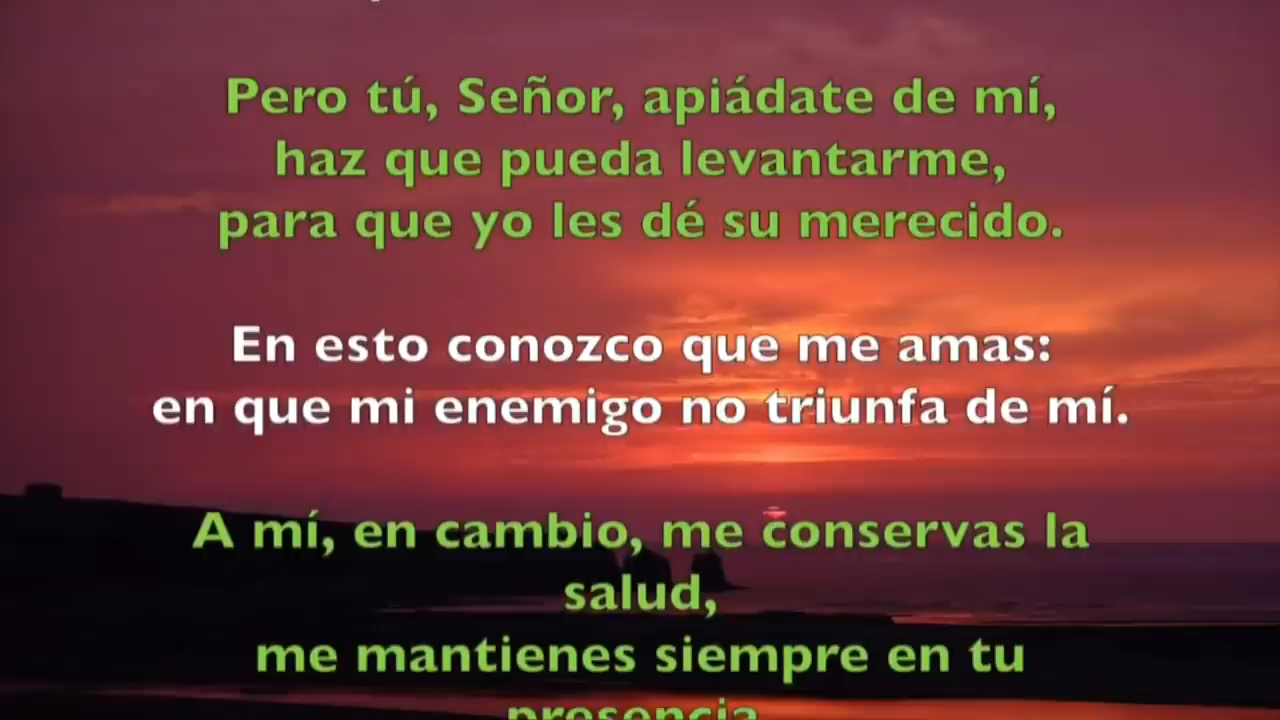 Pero tú, Señor, apiádate de mí,
haz que pueda levantarme,
para que yo les dé su merecido.
En esto conozco que me amas:
en que mi enemigo no triunfa de mí.
A mí, en cambio, me conservas la
salud,
me mantienes siempre en tu
presencia